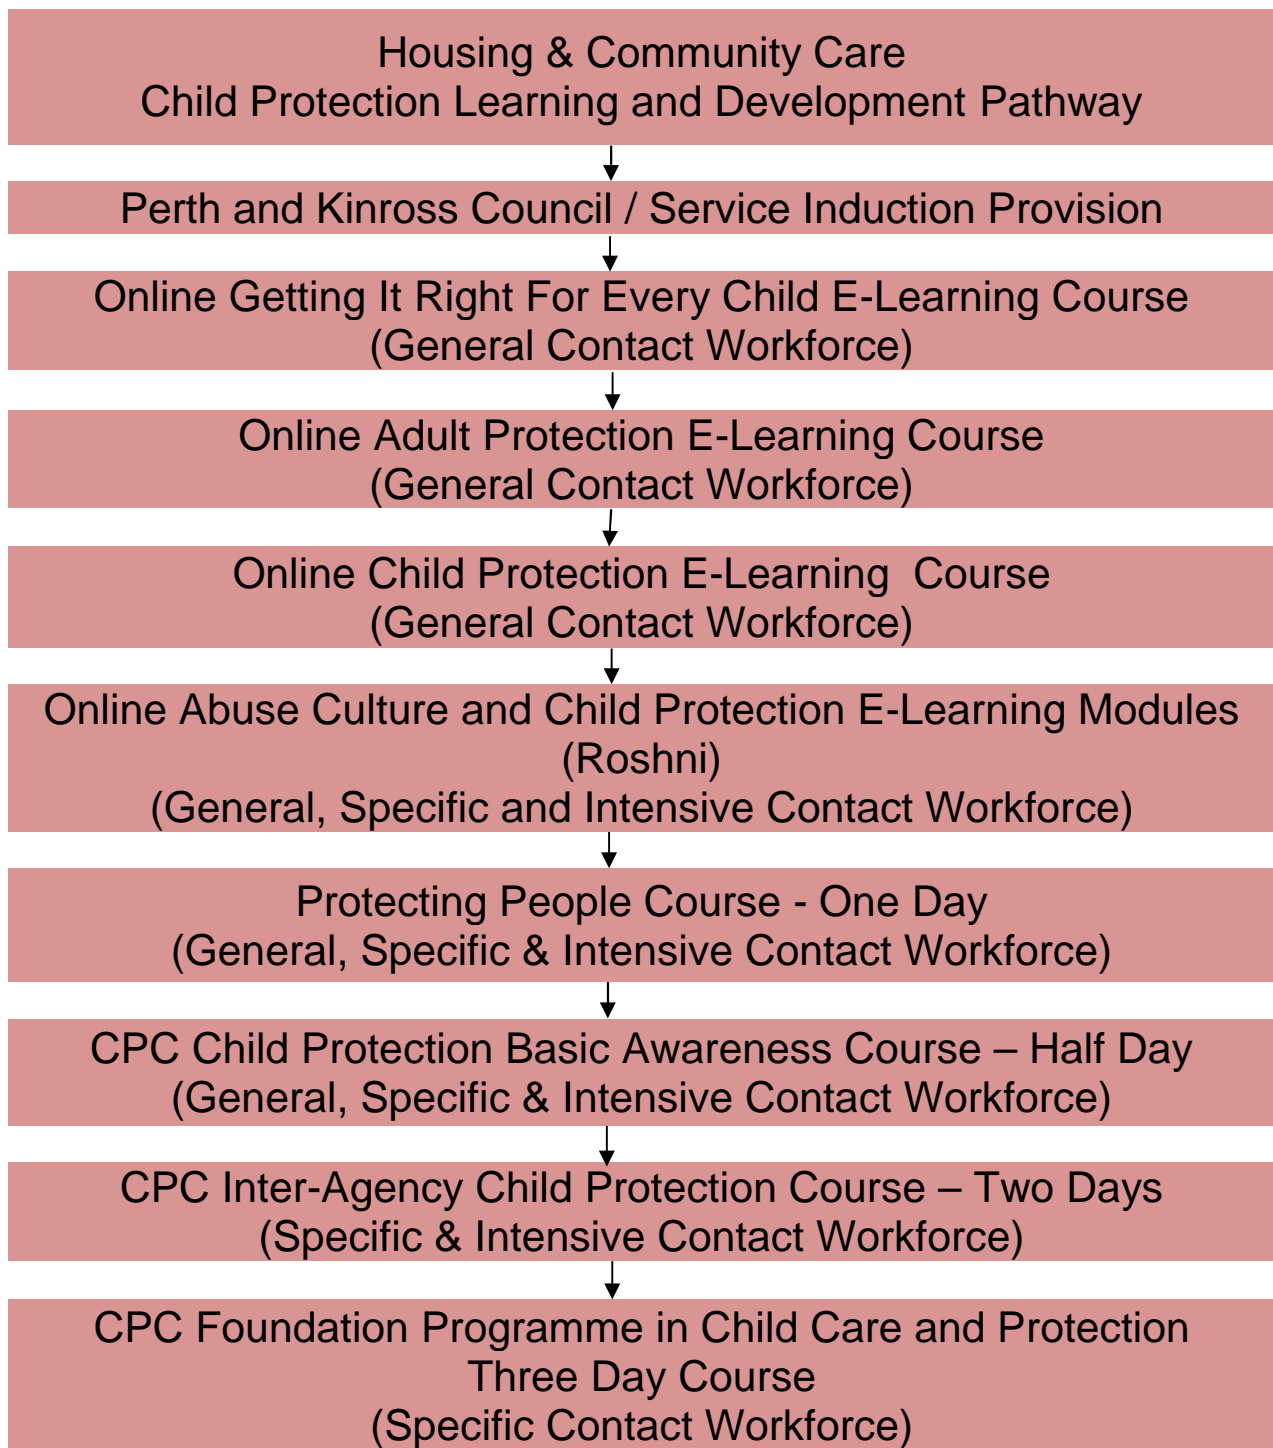 Housing & Community Care
Child Protection Learning and Development Pathway
Perth and Kinross Council / Service Induction Provision
Online Getting It Right For Every Child E-Learning Course
(General Contact Workforce)
Online Adult Protection E-Learning Course
(General Contact Workforce)
Online Child Protection E-Learning  Course
(General Contact Workforce)
Online Abuse Culture and Child Protection E-Learning Modules
(Roshni)
(General, Specific and Intensive Contact Workforce)
Protecting People Course - One Day
(General, Specific & Intensive Contact Workforce)
CPC Child Protection Basic Awareness Course – Half Day
(General, Specific & Intensive Contact Workforce)
CPC Inter-Agency Child Protection Course – Two Days
(Specific & Intensive Contact Workforce)
CPC Foundation Programme in Child Care and Protection
Three Day Course
(Specific Contact Workforce)